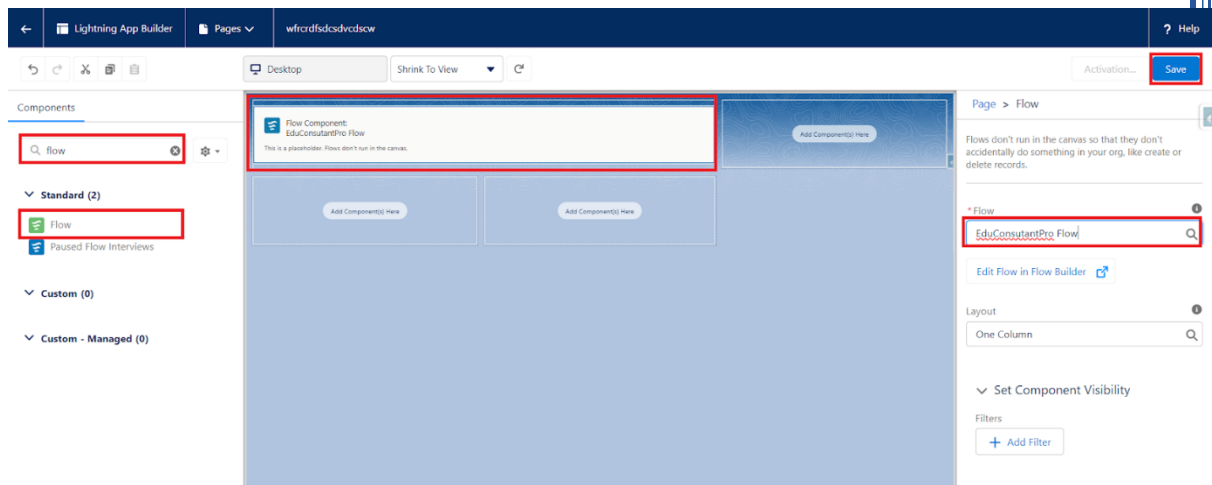 Lightning App Builder
Pages
wfrcrdfsdcsdvcdscw
? Help
Desktop
Shrink To View
Activation...
Save
Components
flow
Standard (2)
Flow
Paused Flow Interviews
Custom (0)
Custom - Managed (0)
Flow Component:
EduConsutantPro Flow
This is a placeholder. Flows don't run in the canvas.
Add Component(s) Here
Add Component(s) Here
Add Component(s) Here
Page > Flow
Flows don't run in the canvas so that they don't
accidentally do something in your org, like create or
delete records.
*Flow
EduConsutantPro Flow
Edit Flow in Flow Builder
Layout
One Column
Set Component Visibility
Filters
+ Add Filter